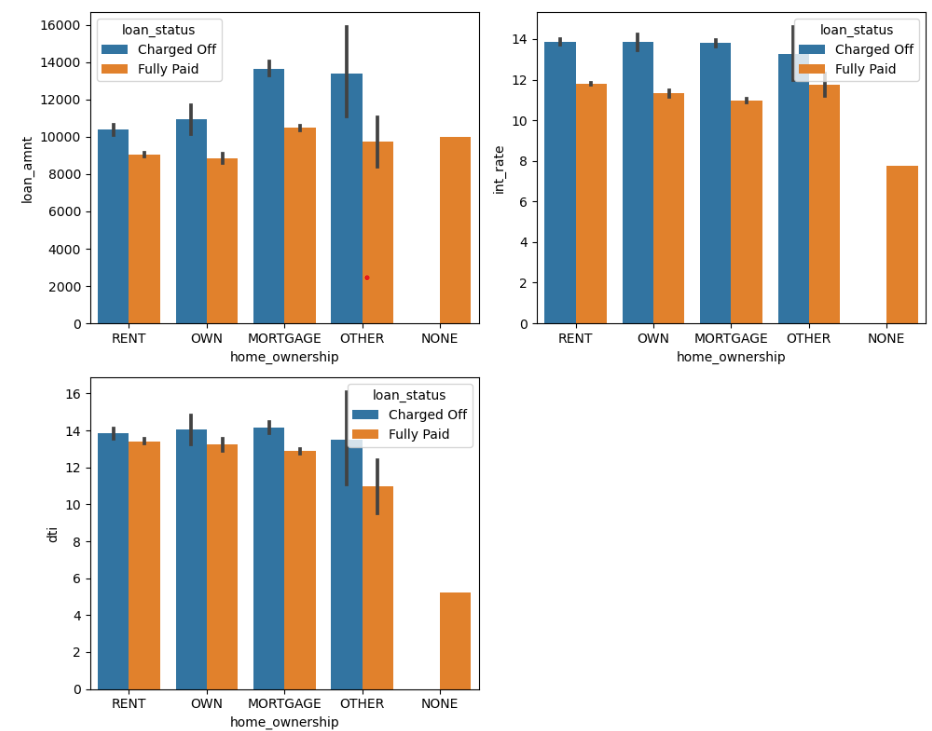 loan_status
Charged Off
Fully Paid
16000
14000
12000
10000
8000
6000
4000
2000
0
loan_amnt
RENT OWN MORTGAGE OTHER NONE
home_ownership
loan_status
Charged Off
Fully Paid
14
12
10
8
6
4
2
0
int_rate
RENT OWN MORTGAGE OTHER NONE
home_ownership
loan_status
Charged Off
Fully Paid
16
14
12
10
8
6
4
2
0
dti
RENT OWN MORTGAGE OTHER NONE
home_ownership